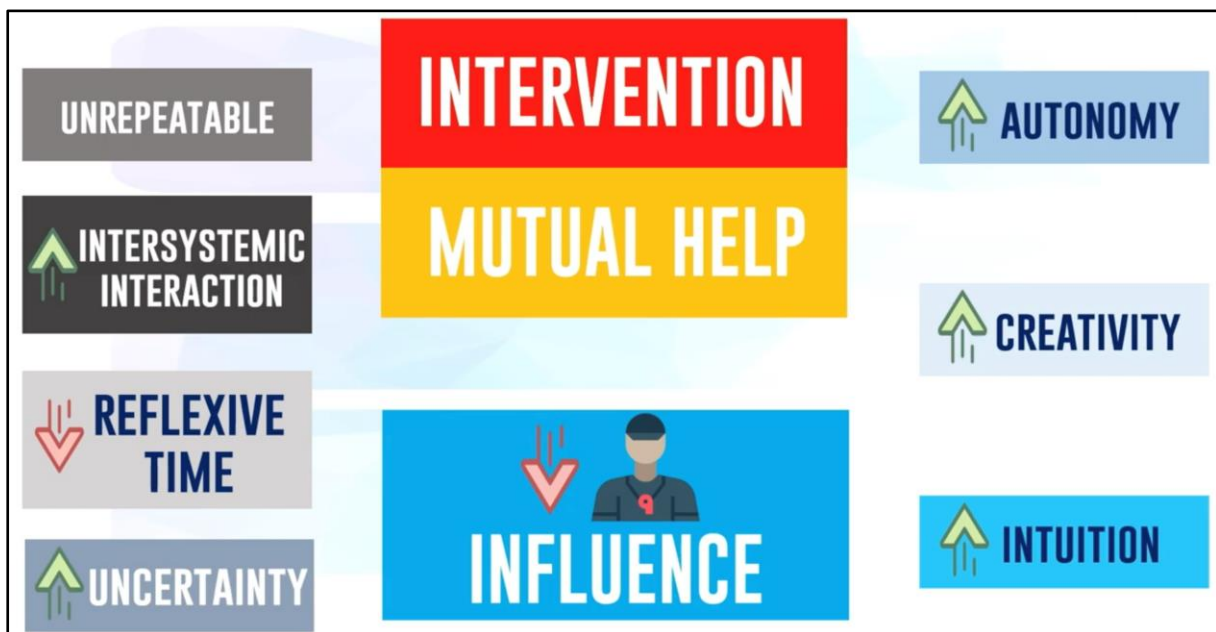 UNREPEATABLE
INTERSYSTEMIC
INTERACTION
REFLEXIVE
TIME
UNCERTAINTY
INTERVENTION
MUTUAL HELP
INFLUENCE
AUTONOMY
CREATIVITY
INTUITION